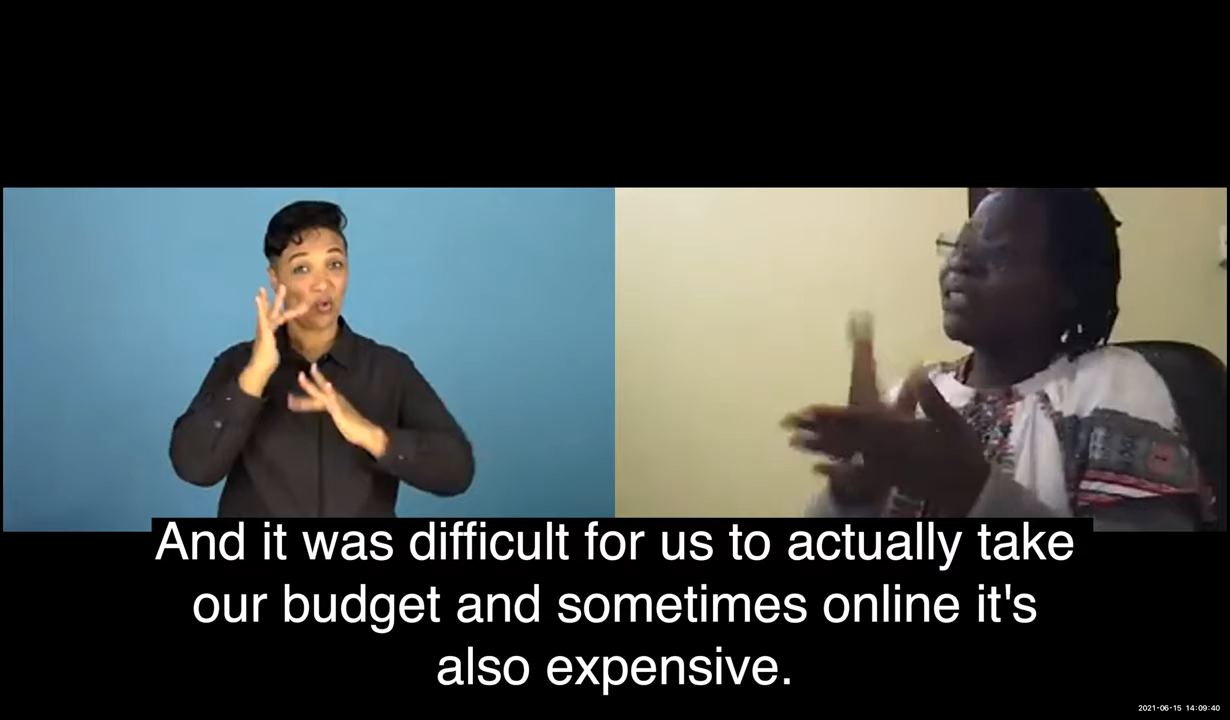 And it was difficult for us to actually take
our budget and sometimes online it's
also expensive.
2021-06-15 14:09:40